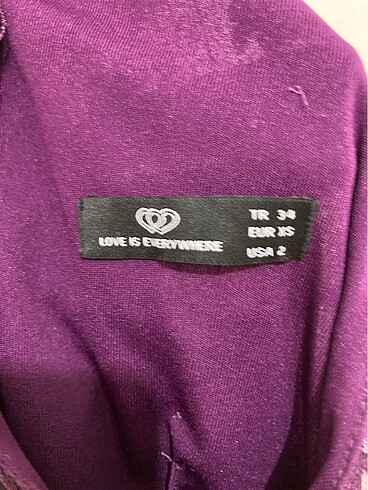 LOVE IS EVERYWHERE
TR 34
EUR XS
USA 2